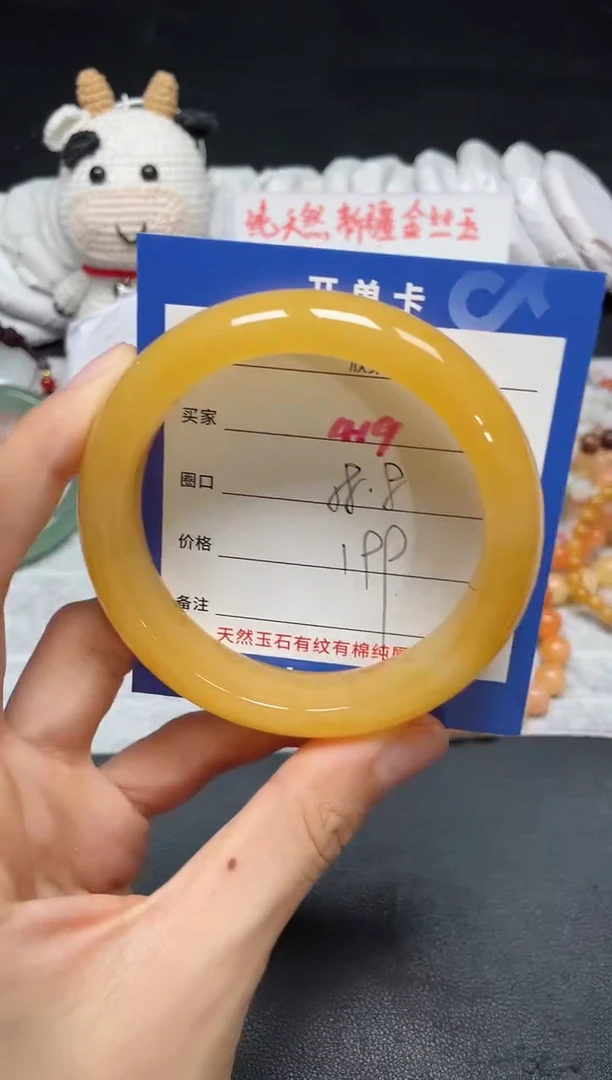 纯天然新疆金丝玉
开单卡
买家 919
圈口 58.8
价格 199
备注
天然玉石有纹有棉纯属